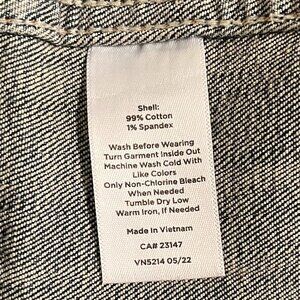 Shell:
99% Cotton
1% Spandex
Wash Before Wearing
Turn Garment Inside Out
Machine Wash Cold With
Like Colors
Only Non-Chlorine Bleach
When Needed
Tumble Dry Low
Warm Iron, If Needed
Made In Vietnam
CA# 23147
VN5214 05/22